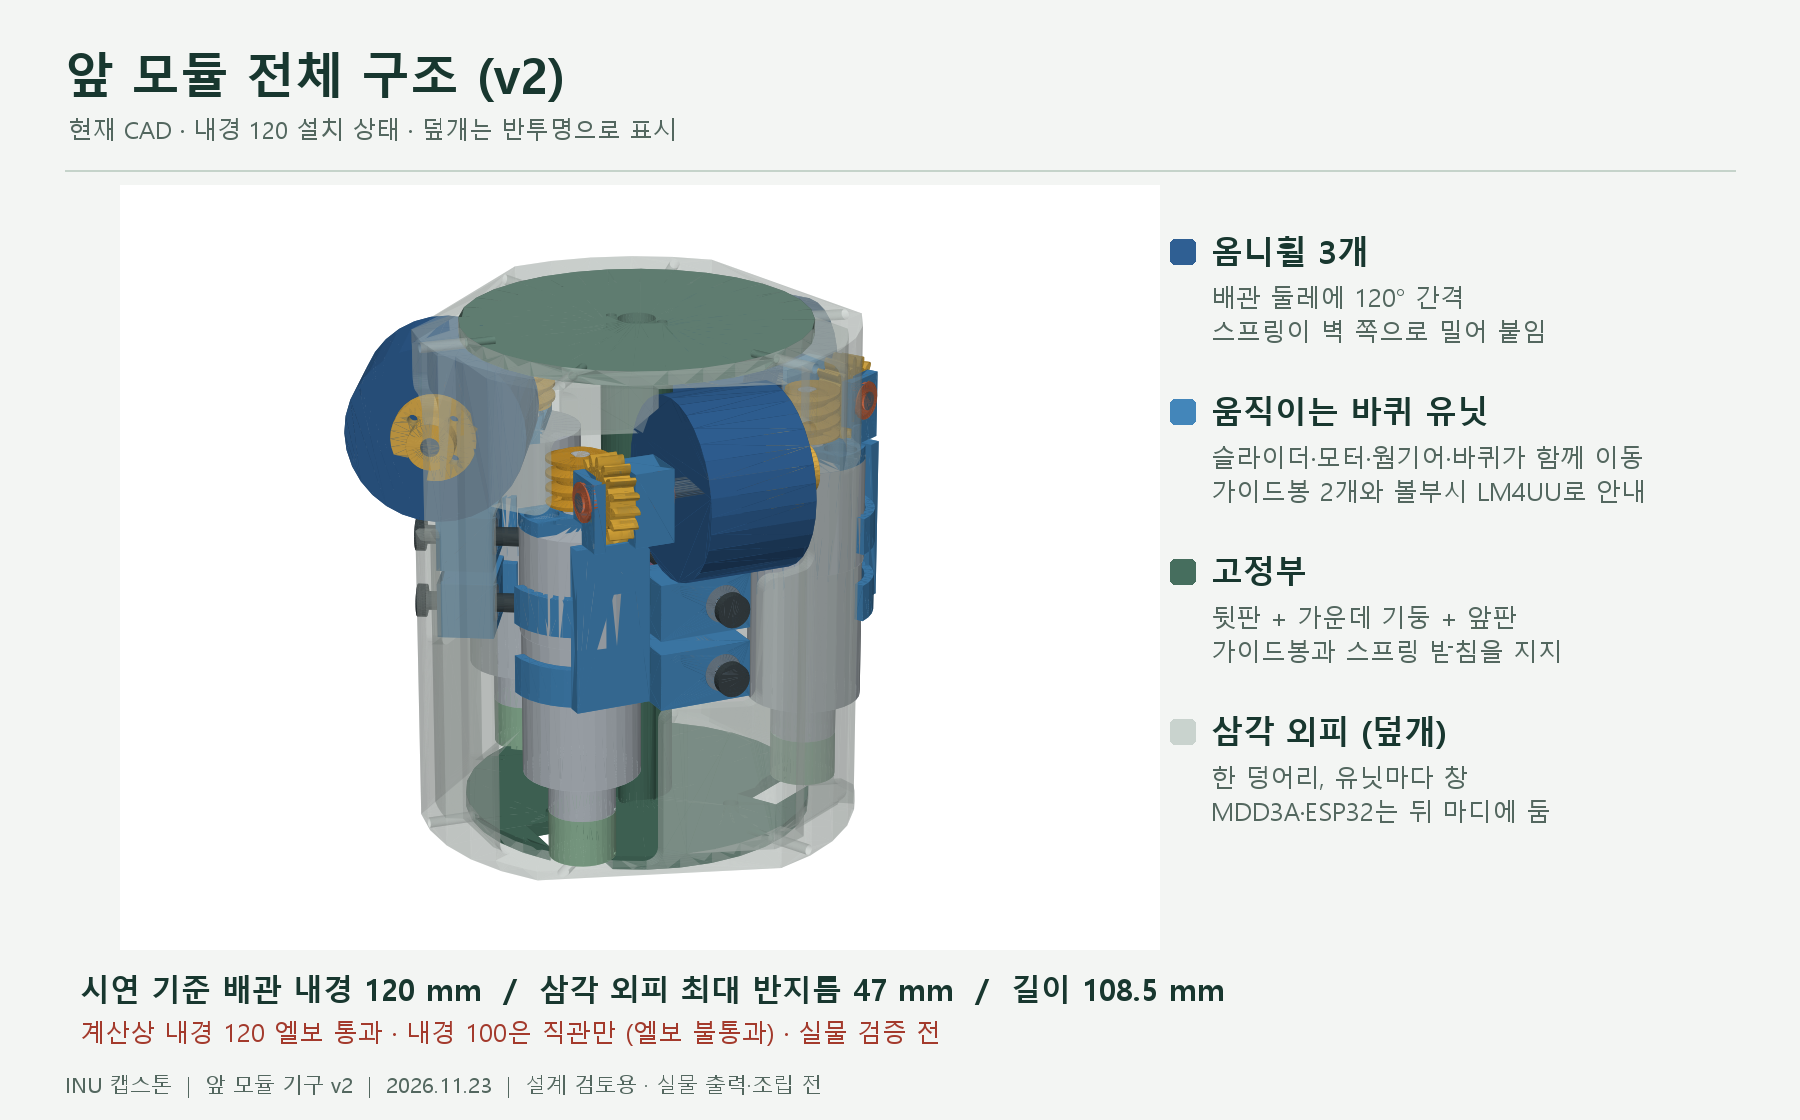 앞 모듈 전체 구조 (v2)
현재 CAD · 내경 120 설치 상태 · 덮개는 반투명으로 표시
옴니휠 3개
배관 둘레에 120° 간격
스프링이 벽 쪽으로 밀어 붙임
움직이는 바퀴 유닛
슬라이더·모터·웜기어·바퀴가 함께 이동
가이드봉 2개와 볼부시 LM4UU로 안내
고정부
뒷판 + 가운데 기둥 + 앞판
가이드봉과 스프링 받침을 지지
삼각 외피 (덮개)
한 덩어리, 유닛마다 창
MDD3A·ESP32는 뒤 마디에 둠
시연 기준 배관 내경 120 mm / 삼각 외피 최대 반지름 47 mm / 길이 108.5 mm
계산상 내경 120 엘보 통과 · 내경 100은 직관만 (엘보 불통과) · 실물 검증 전
INU 캡스톤 | 앞 모듈 기구 v2 | 2026.11.23 | 설계 검토용 · 실물 출력·조립 전